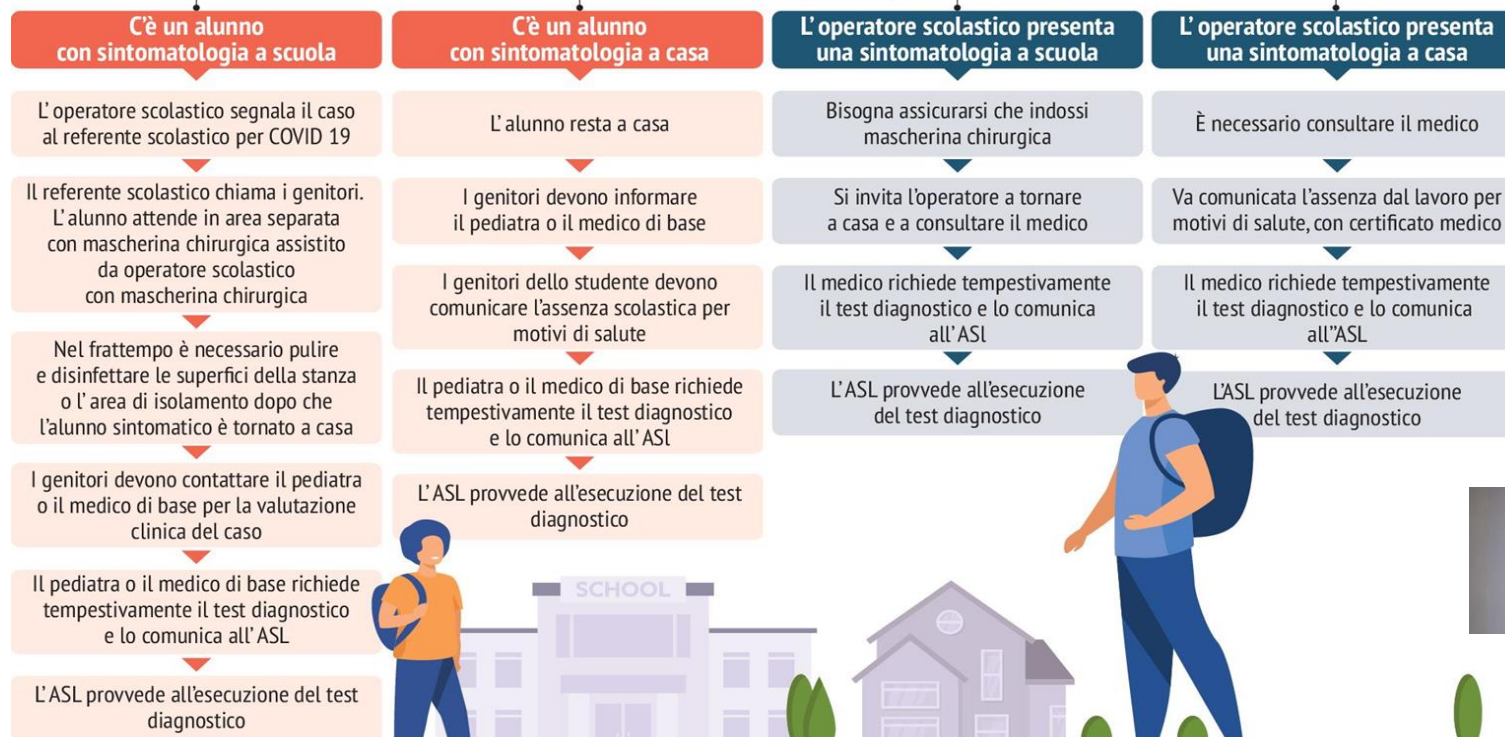 C'è un alunno
con sintomatologia a scuola
L'operatore scolastico segnala il caso
al referente scolastico per COVID 19
Il referente scolastico chiama i genitori.
L'alunno attende in area separata
con mascherina chirurgica assistito
da operatore scolastico
con mascherina chirurgica
Nel frattempo è necessario pulire
e disinfettare le superfici della stanza
o l'area di isolamento dopo che
l'alunno sintomatico è tornato a casa
I genitori devono contattare il pediatra
o il medico di base per la valutazione
clinica del caso
Il pediatra o il medico di base richiede
tempestivamente il test diagnostico
e lo comunica all'ASL
L'ASL provvede all'esecuzione del test
diagnostico
C'è un alunno
con sintomatologia a casa
L'alunno resta a casa
I genitori devono informare
il pediatra o il medico di base
I genitori dello studente devono
comunicare l'assenza scolastica per
motivi di salute
Il pediatra o il medico di base richiede
tempestivamente il test diagnostico
e lo comunica all'ASl
L'ASL provvede all'esecuzione del test
diagnostico
L'operatore scolastico presenta
una sintomatologia a scuola
Bisogna assicurarsi che indossi
mascherina chirurgica
Si invita l'operatore a tornare
a casa e a consultare il medico
Il medico richiede tempestivamente
il test diagnostico e lo comunica
all'ASl
L'ASL provvede all'esecuzione
del test diagnostico
L'operatore scolastico presenta
una sintomatologia a casa
È necessario consultare il medico
Va comunicata l'assenza dal lavoro per
motivi di salute, con certificato medico
Il medico richiede tempestivamente
il test diagnostico e lo comunica
all''ASL
L'ASL provvede all'esecuzione
del test diagnostico
SCHOOL